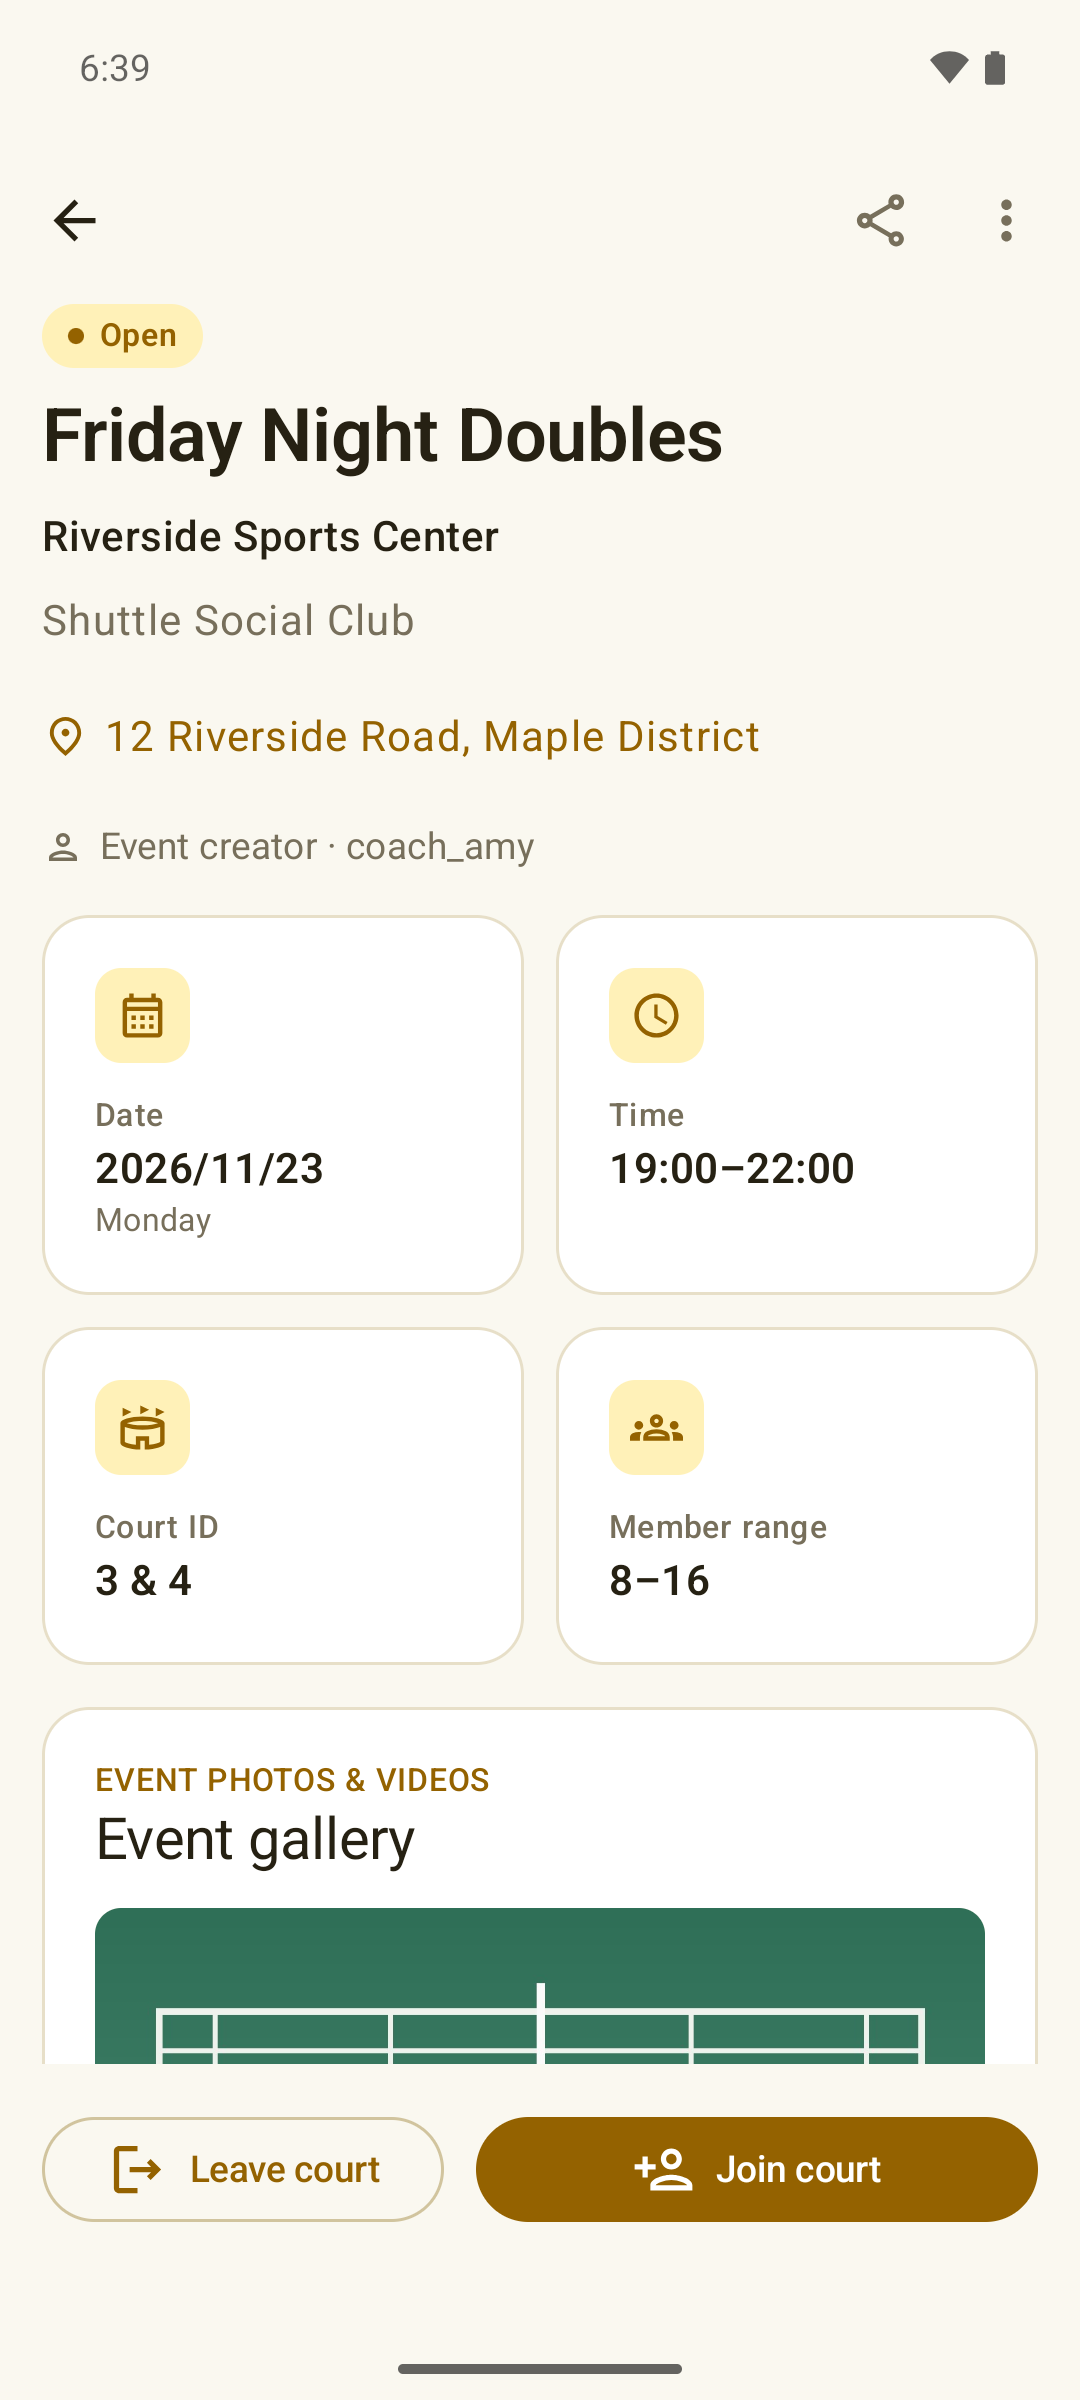 6:39
Open
Friday Night Doubles
Riverside Sports Center
Shuttle Social Club
12 Riverside Road, Maple District
Event creator · coach_amy
Date
2026/11/23
Monday
Time
19:00–22:00
Court ID
3 & 4
Member range
8–16
EVENT PHOTOS & VIDEOS
Event gallery
Leave court
Join court